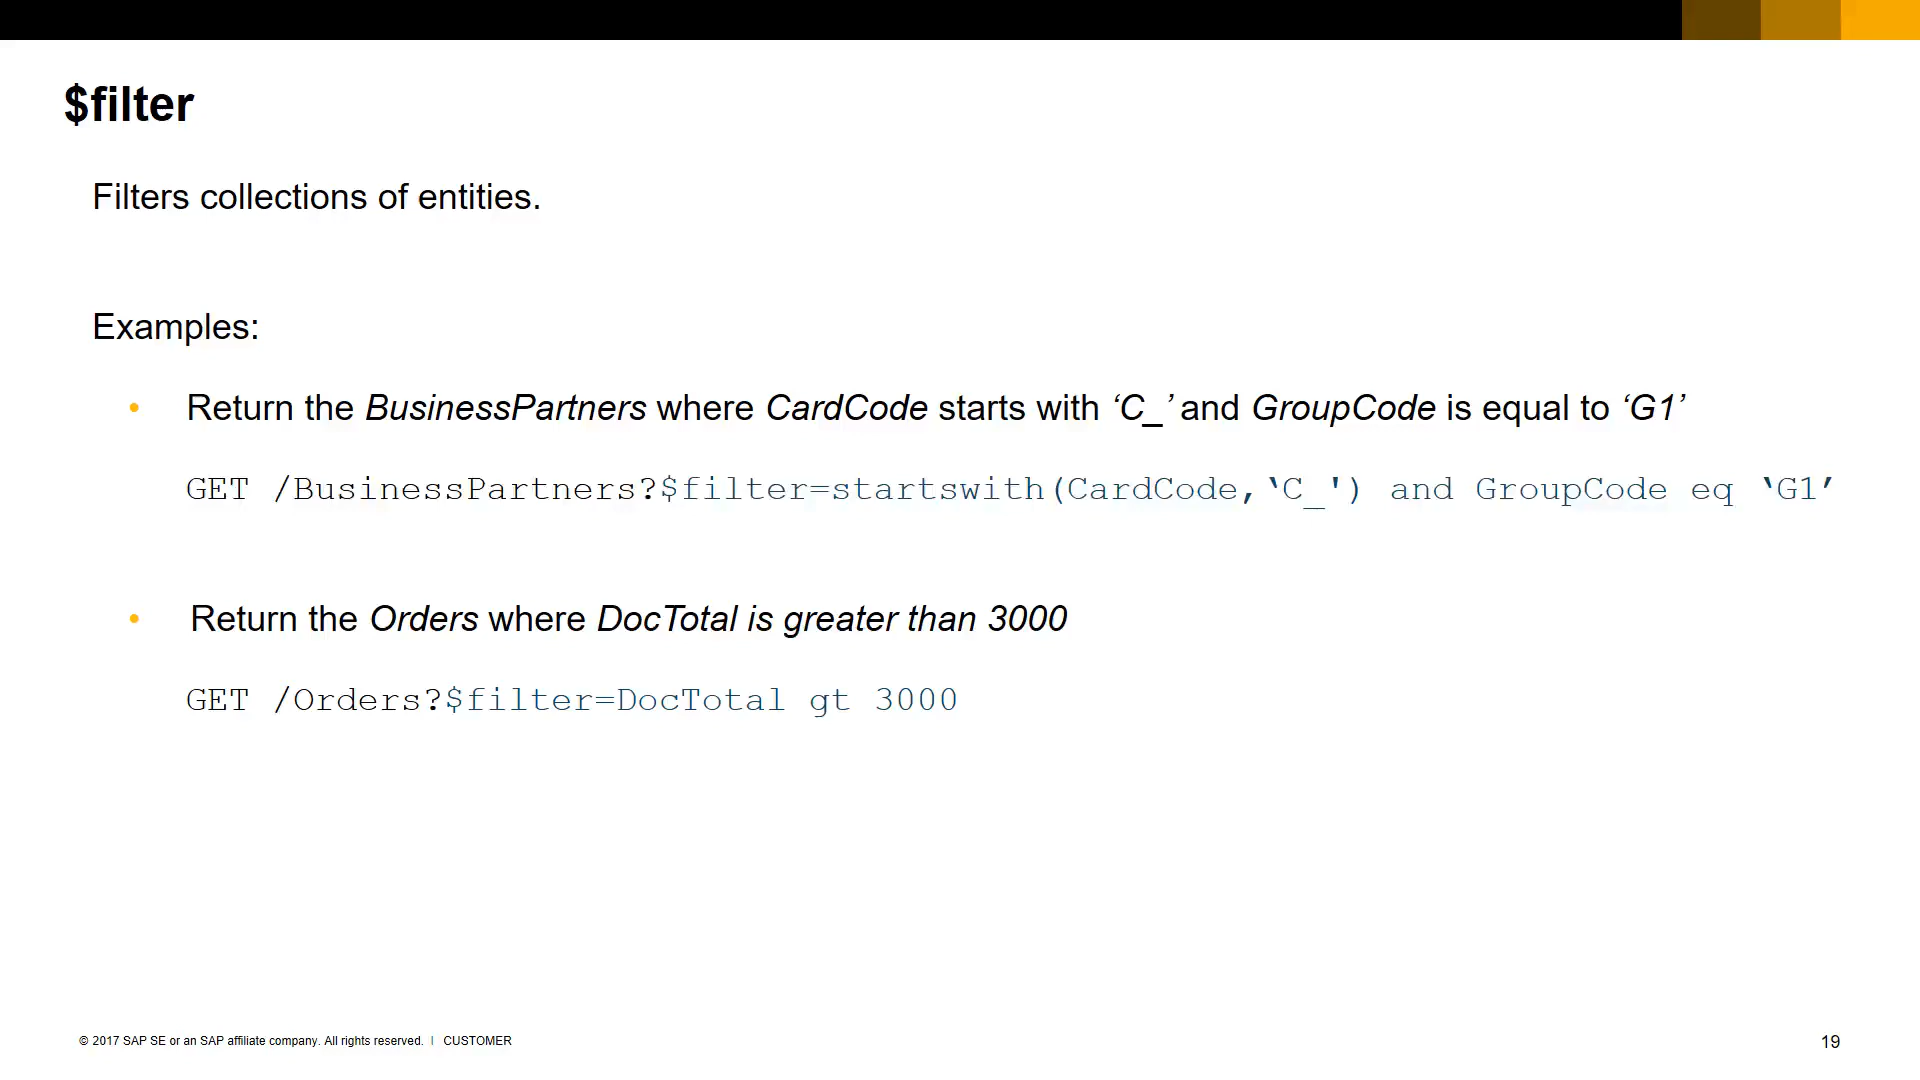 $filter
Filters collections of entities.
Examples:
• Return the BusinessPartners where CardCode starts with ‘C_’ and GroupCode is equal to ‘G1’
GET /BusinessPartners?$filter=startswith(CardCode,‘C_') and GroupCode eq ‘G1’
• Return the Orders where DocTotal is greater than 3000
GET /Orders?$filter=DocTotal gt 3000
© 2017 SAP SE or an SAP affiliate company. All rights reserved. | CUSTOMER
19